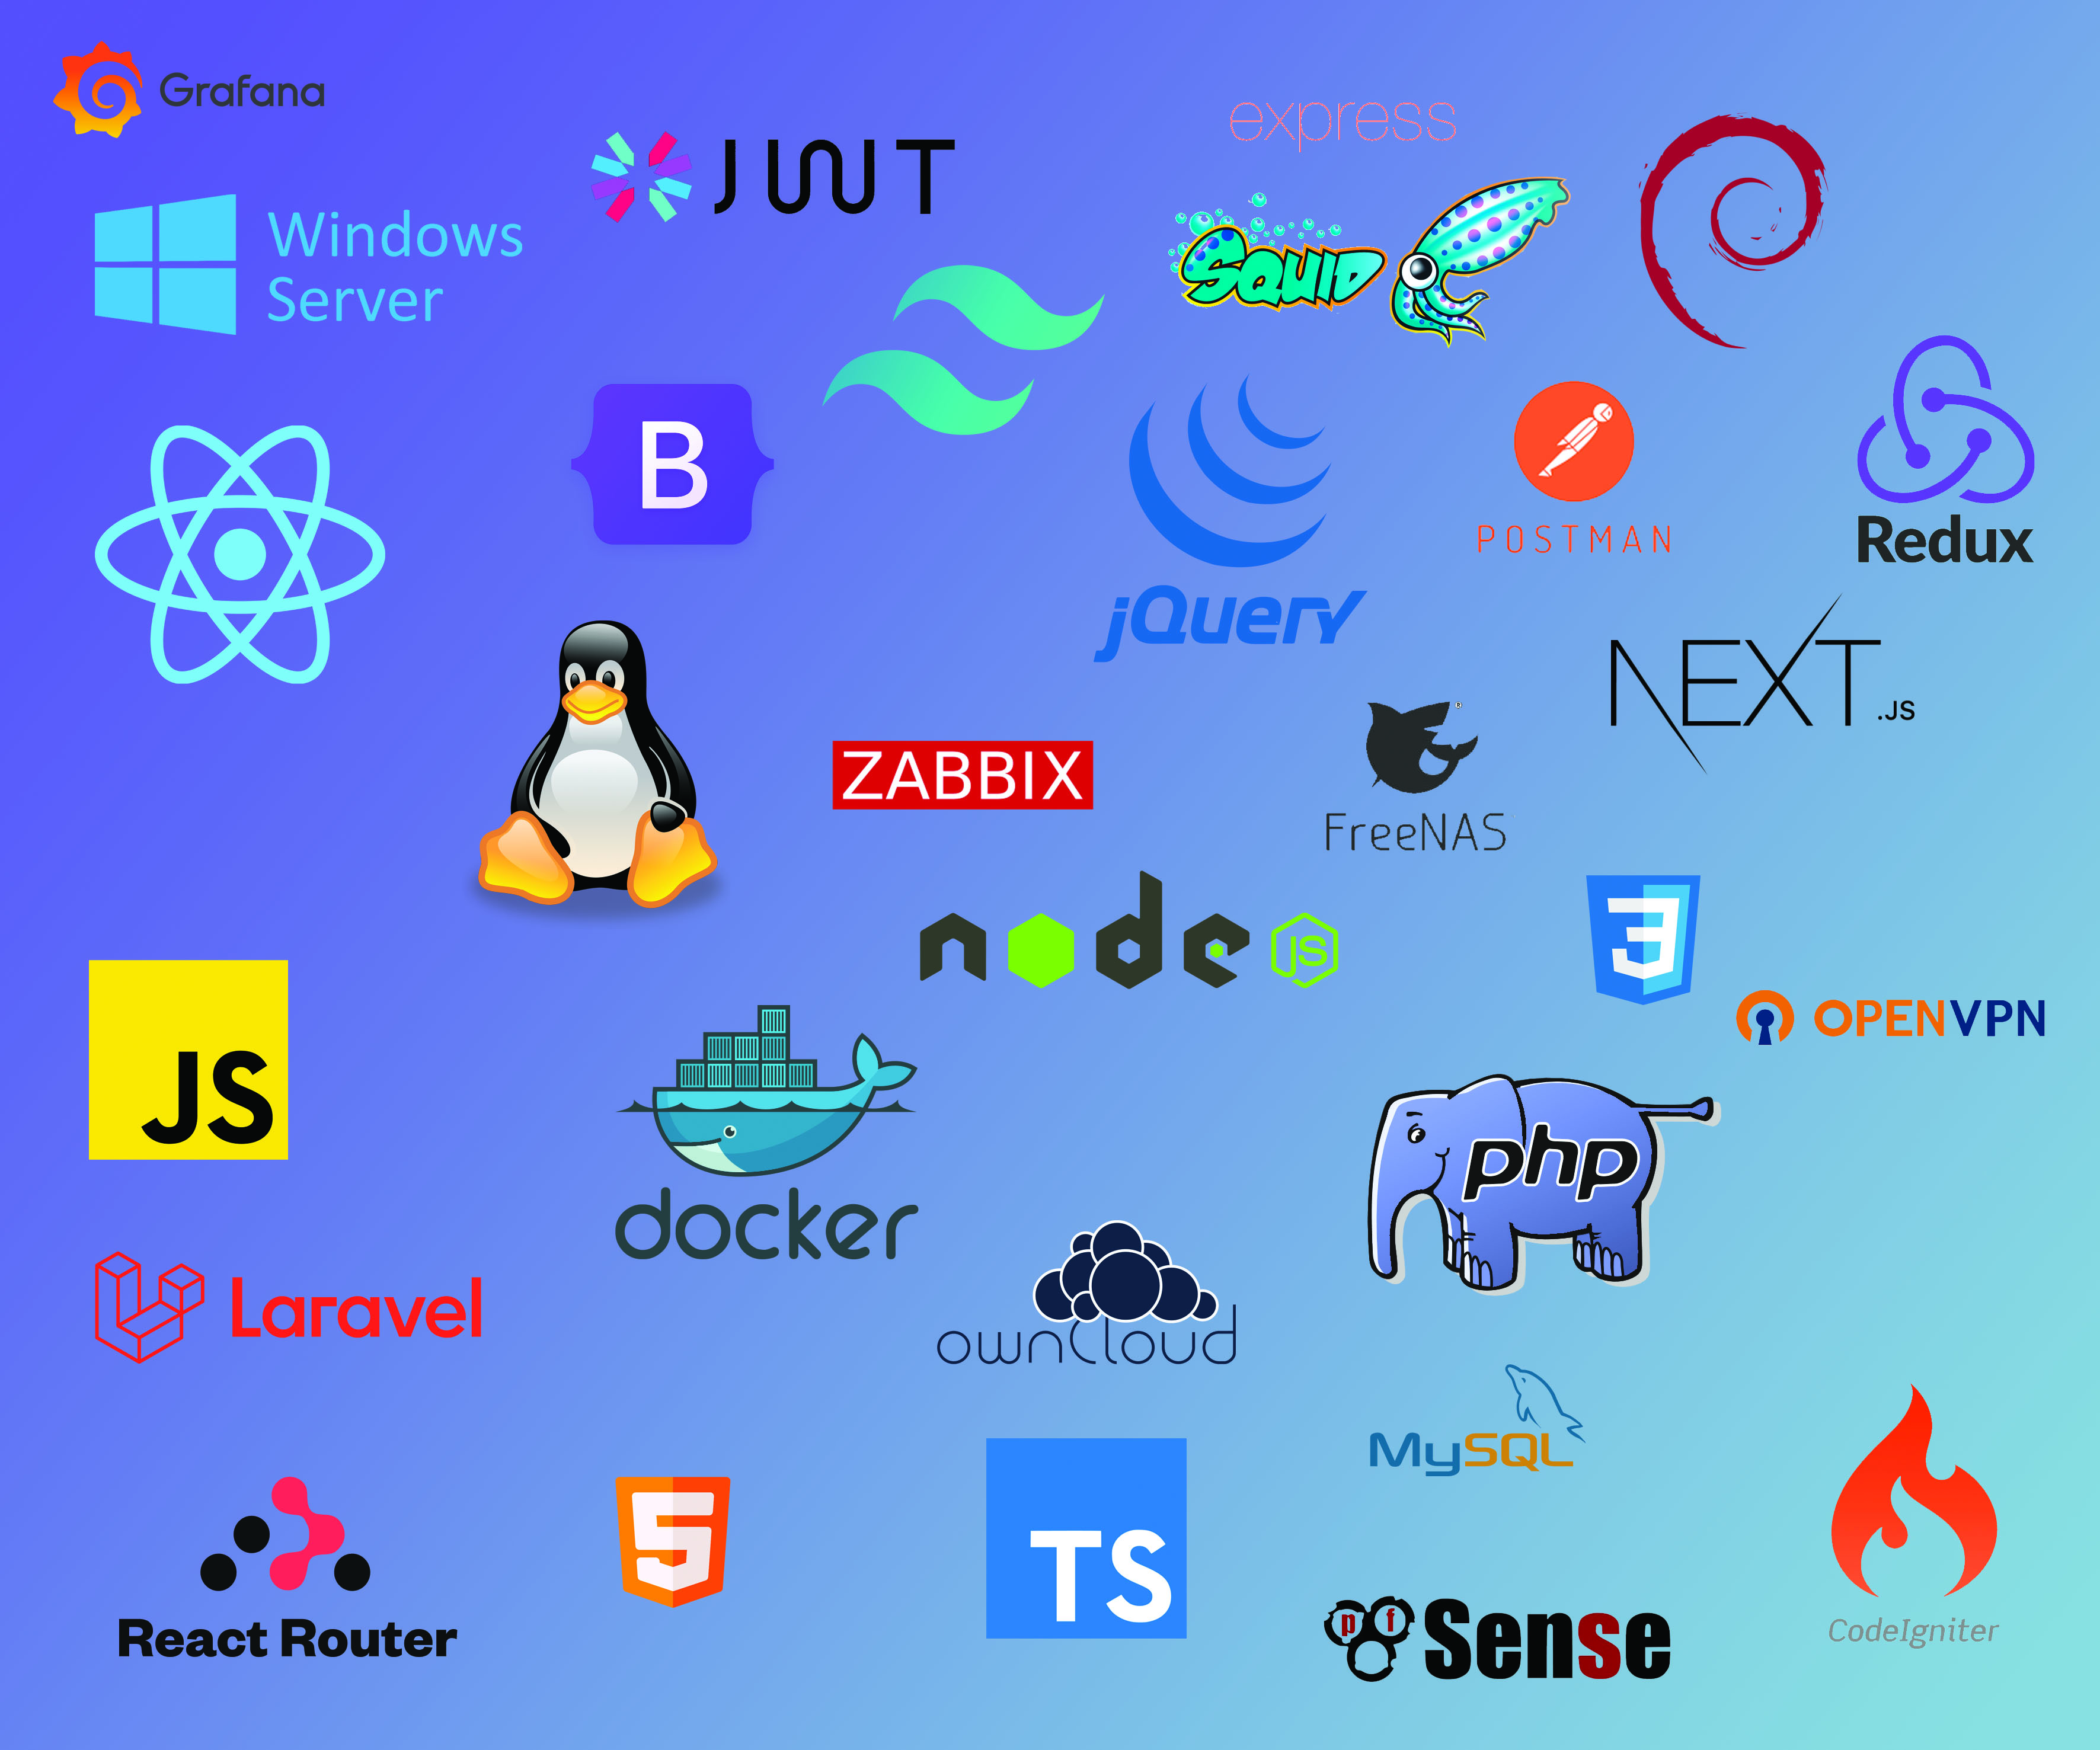 Grafana
express
JWT
Windows
Server
SQUID
B
POSTMAN
Redux
jQuery
NEXT.JS
ZABBIX
®
FreeNAS
node
JS
3
OPENVPN
JS
php
docker
Laravel
ownCloud
MySQL
5
TS
React Router
pf Sense
CodeIgniter